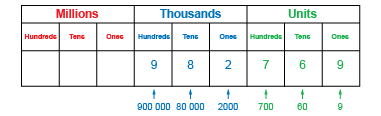 Millions Thousands Units
Hundreds Tens Ones Hundreds Tens Ones Hundreds Tens Ones
9 8 2 7 6 9
900 000 80 000 2000 700 60 9